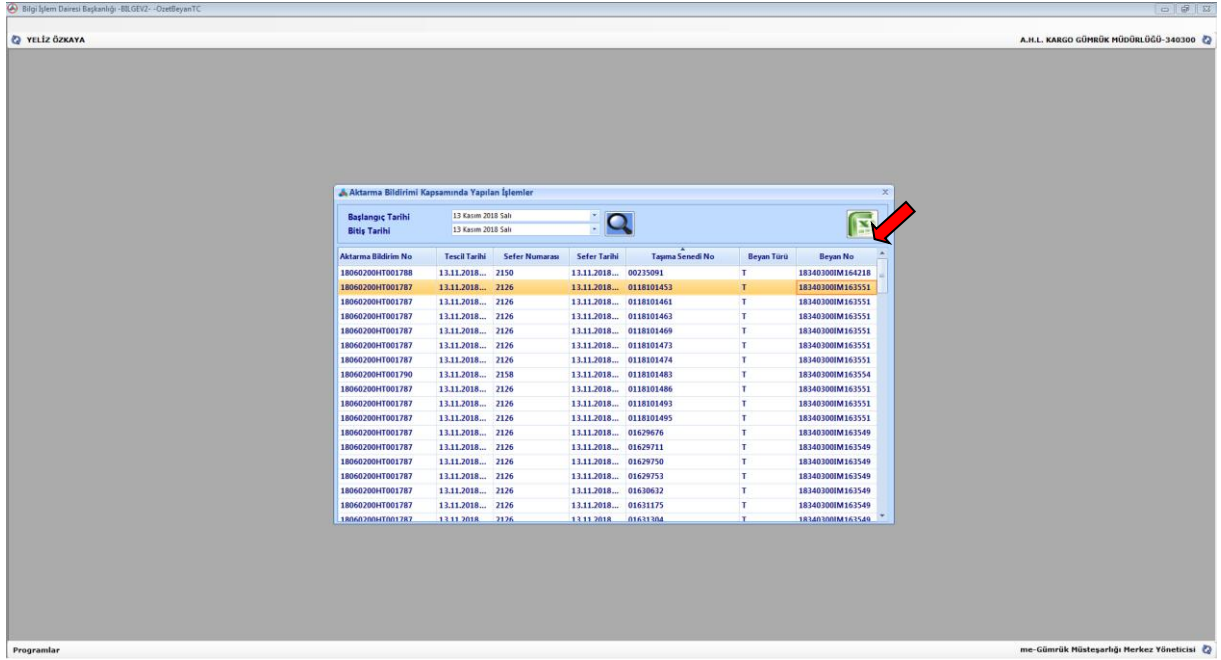 Bilgi İşlem Dairesi Başkanlığı -BILGEV2- -OzetBeyanTC
YELİZ ÖZKAYA A.H.L. KARGO GÜMRÜK MÜDÜRLÜĞÜ-340300
Aktarma Bildirimi Kapsamında Yapılan İşlemler
Başlangıç Tarihi 13 Kasım 2018 Salı
Bitiş Tarihi 13 Kasım 2018 Salı
Aktarma Bildirim No Tescil Tarihi Sefer Numarası Sefer Tarihi Taşıma Senedi No Beyan Türü Beyan No
18060200HT001788 13.11.2018... 2150 13.11.2018... 00235091 T 18340300IM164218
18060200HT001787 13.11.2018... 2126 13.11.2018... 0118101453 T 18340300IM163551
18060200HT001787 13.11.2018... 2126 13.11.2018... 0118101461 T 18340300IM163551
18060200HT001787 13.11.2018... 2126 13.11.2018... 0118101463 T 18340300IM163551
18060200HT001787 13.11.2018... 2126 13.11.2018... 0118101469 T 18340300IM163551
18060200HT001787 13.11.2018... 2126 13.11.2018... 0118101473 T 18340300IM163551
18060200HT001787 13.11.2018... 2126 13.11.2018... 0118101474 T 18340300IM163551
18060200HT001790 13.11.2018... 2158 13.11.2018... 0118101483 T 18340300IM163554
18060200HT001787 13.11.2018... 2126 13.11.2018... 0118101486 T 18340300IM163551
18060200HT001787 13.11.2018... 2126 13.11.2018... 0118101493 T 18340300IM163551
18060200HT001787 13.11.2018... 2126 13.11.2018... 0118101495 T 18340300IM163551
18060200HT001787 13.11.2018... 2126 13.11.2018... 01629676 T 18340300IM163549
18060200HT001787 13.11.2018... 2126 13.11.2018... 01629711 T 18340300IM163549
18060200HT001787 13.11.2018... 2126 13.11.2018... 01629750 T 18340300IM163549
18060200HT001787 13.11.2018... 2126 13.11.2018... 01629753 T 18340300IM163549
18060200HT001787 13.11.2018... 2126 13.11.2018... 01630632 T 18340300IM163549
18060200HT001787 13.11.2018... 2126 13.11.2018... 01631175 T 18340300IM163549
18060200HT001787 13.11.2018 2126 13.11.2018 01631304 T 18340300IM163549
Programlar me-Gümrük Müsteşarlığı Merkez Yöneticisi